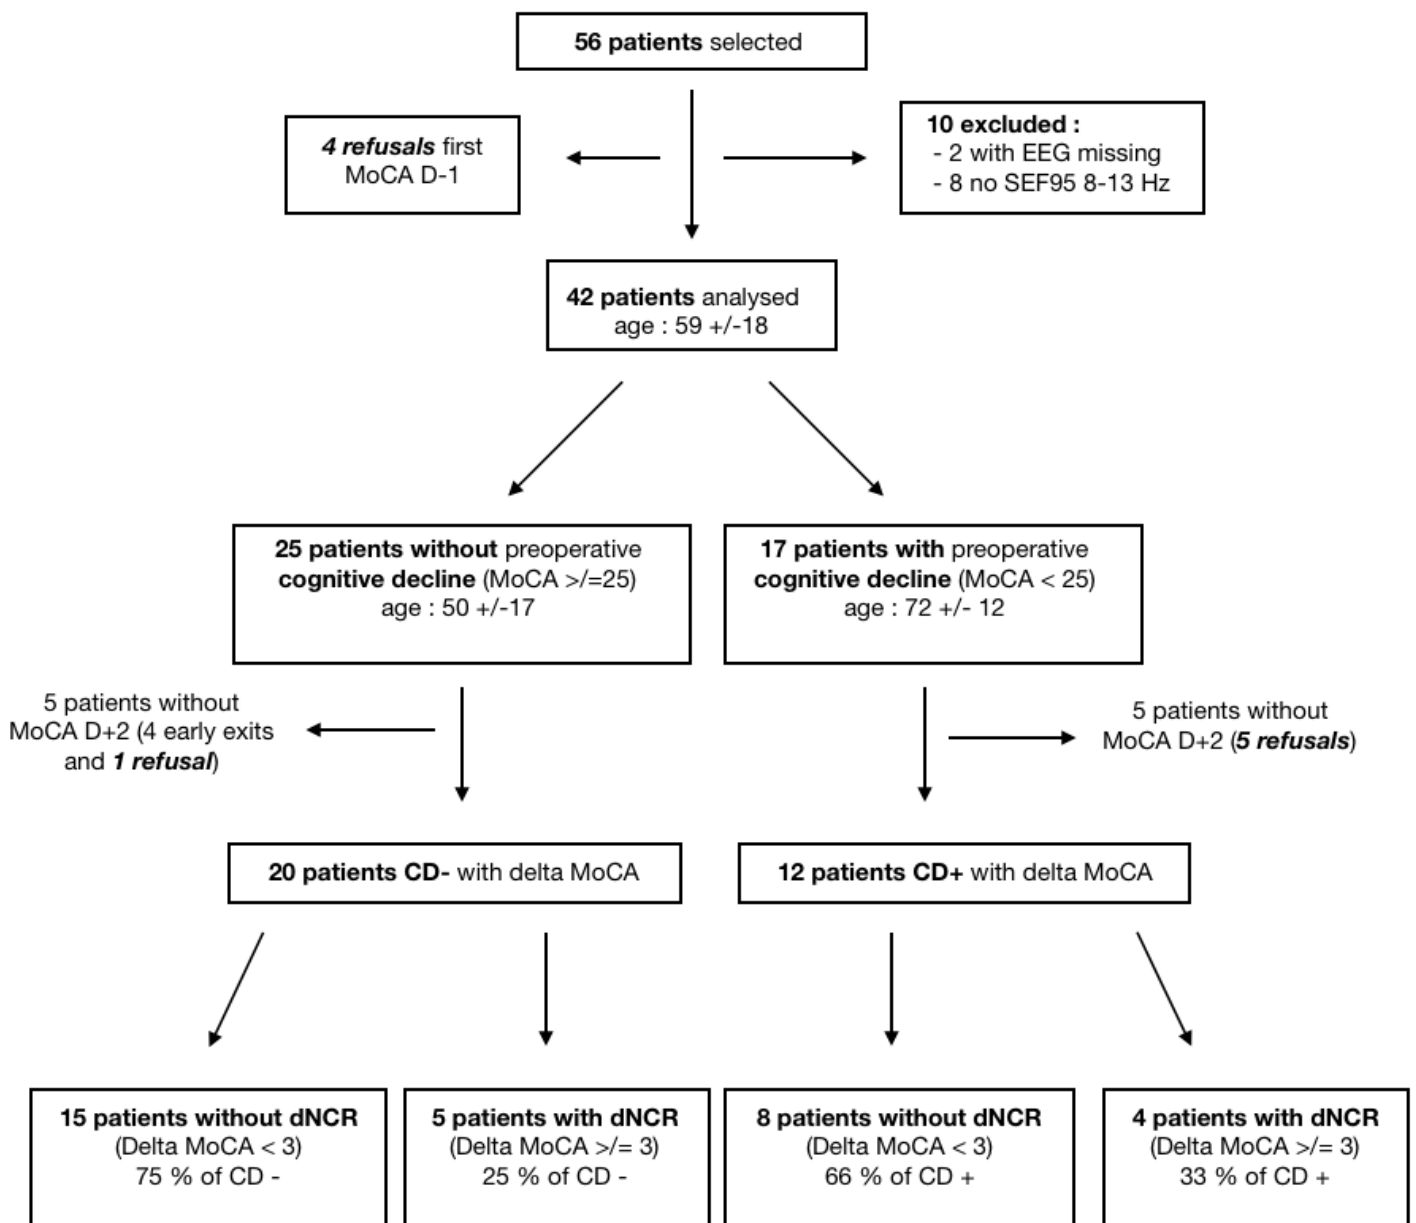 56 patients selected
4 refusals first
MoCA D-1
10 excluded :
- 2 with EEG missing
- 8 no SEF95 8-13 Hz
42 patients analysed
age : 59 +/-18
25 patients without preoperative
cognitive decline (MoCA >/=25)
age : 50 +/-17
17 patients with preoperative
cognitive decline (MoCA < 25)
age : 72 +/- 12
5 patients without
MoCA D+2 (4 early exits
and 1 refusal)
5 patients without
MoCA D+2 (5 refusals)
20 patients CD- with delta MoCA
12 patients CD+ with delta MoCA
15 patients without dNCR
(Delta MoCA < 3)
75 % of CD -
5 patients with dNCR
(Delta MoCA >/= 3)
25 % of CD -
8 patients without dNCR
(Delta MoCA < 3)
66 % of CD +
4 patients with dNCR
(Delta MoCA >/= 3)
33 % of CD +